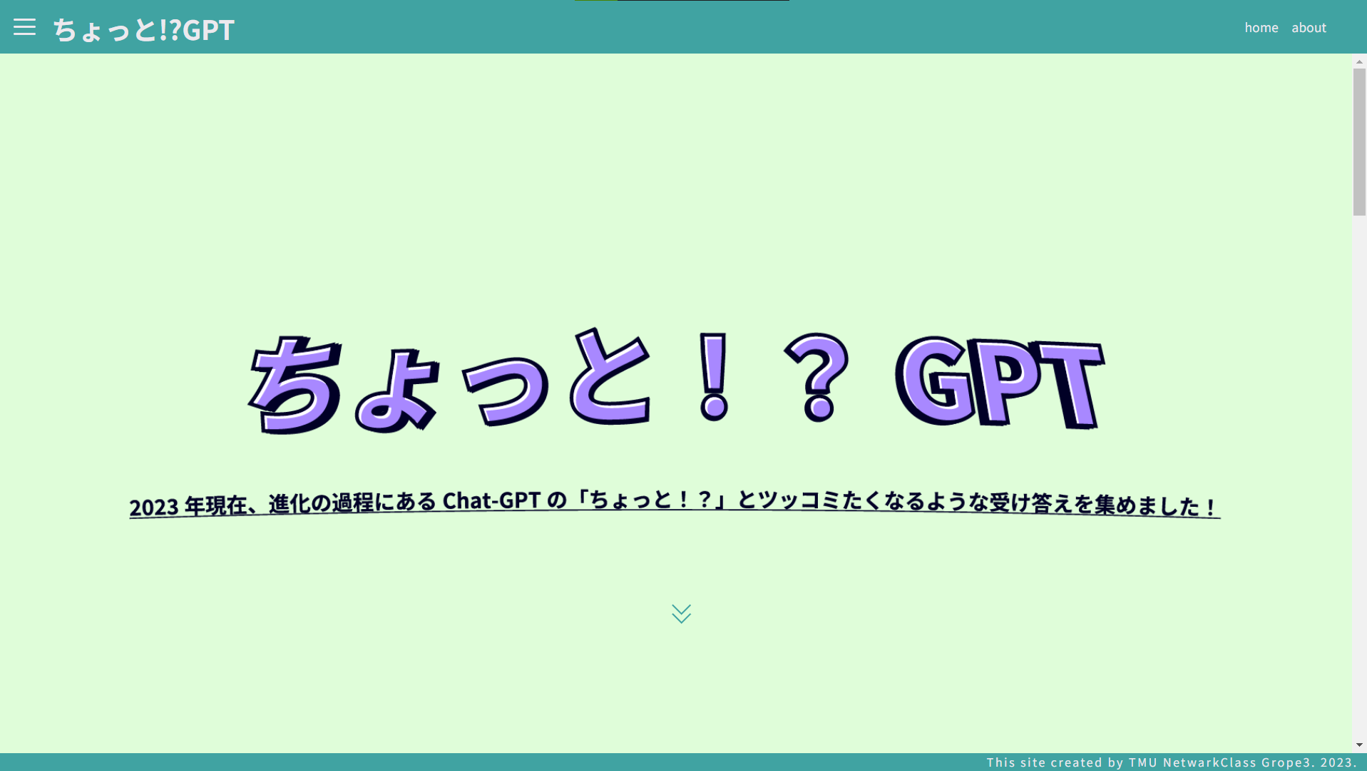 ちょっと!?GPT
home about
ちょっと！？ GPT
2023 年現在、進化の過程にある Chat-GPT の「ちょっと！？」とツッコミたくなるような受け答えを集めました！
This site created by TMU NetwarkClass Grope3. 2023.